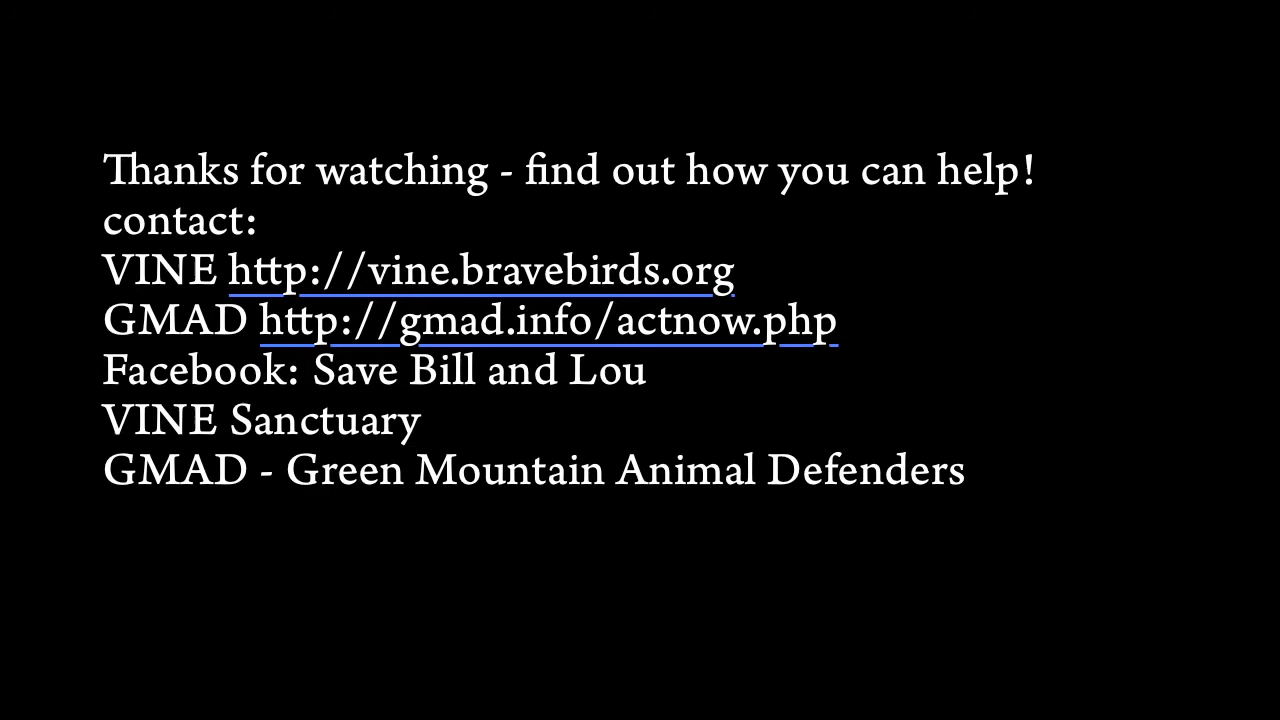 Thanks for watching - find out how you can help!
contact:
VINE http://vine.bravebirds.org
GMAD http://gmad.info/actnow.php
Facebook: Save Bill and Lou
VINE Sanctuary
GMAD - Green Mountain Animal Defenders